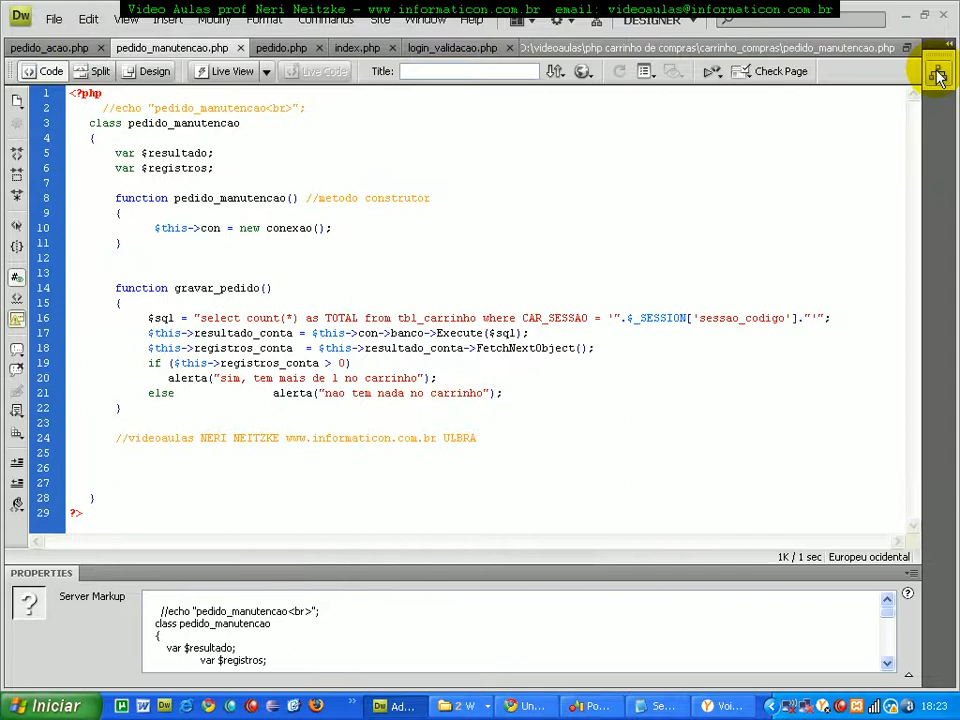 Video Aulas prof Neri Neitzke - www.informaticon.com.br email: videoaulas@informaticon.com.br
Dw File Edit View Insert Modify Format Commands Site Window Help DESIGNER
pedido_acao.php pedido_manutencao.php pedido.php index.php login_validacao.php D:\videoaulas\php carrinho de compras\carrinho_compras\pedido_manutencao.php
Code Split Design Live View Live Code Title: Check Page
1 <?php
2 //echo "pedido_manutencao<br>";
3 class pedido_manutencao
4 {
5 var $resultado;
6 var $registros;
7
8 function pedido_manutencao() //metodo construtor
9 {
10 $this->con = new conexao();
11 }
12
13
14 function gravar_pedido()
15 {
16 $sql = "select count(*) as TOTAL from tbl_carrinho where CAR_SESSAO = '".$_SESSION['sessao_codigo']."'";
17 $this->resultado_conta = $this->con->banco->Execute($sql);
18 $this->registros_conta = $this->resultado_conta->FetchNextObject();
19 if ($this->registros_conta > 0)
20 alerta("sim, tem mais de 1 no carrinho");
21 else alerta("nao tem nada no carrinho");
22 }
23
24 //videoaulas NERI NEITZKE www.informaticon.com.br ULBRA
25
26
27
28 }
29 ?>
1K / 1 sec Europeu ocidental
PROPERTIES
Server Markup
//echo "pedido_manutencao<br>";
class pedido_manutencao
{
var $resultado;
var $registros;
Iniciar Ad... 2 W Un... Po... Se... Voi... 18:23